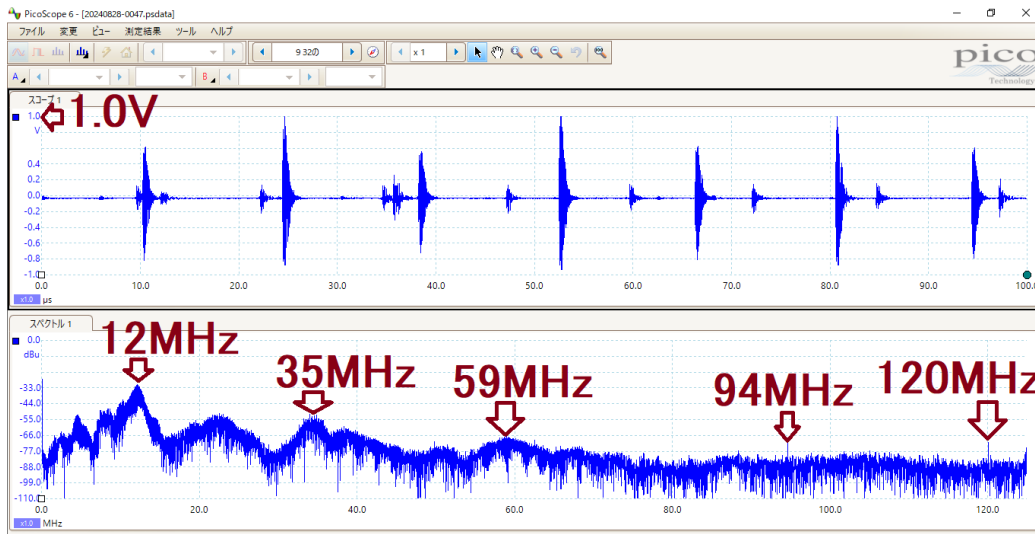 PicoScope 6 - [20240828-0047.psdata]
ファイル 変更 ビュー 測定結果 ツール ヘルプ
9 32の
x 1
pico
Technology
A
B
スコープ 1
1.0V
1.0
V
0.4
0.2
0.0
-0.2
-0.4
-0.6
-0.8
-1.0
0.0 10.0 20.0 30.0 40.0 50.0 60.0 70.0 80.0 90.0 100.0
x1.0 µs
スペクトル 1
12MHz
35MHz
59MHz
94MHz
120MHz
0.0
dBu
-33.0
-44.0
-55.0
-66.0
-77.0
-88.0
-99.0
-110.0
0.0 20.0 40.0 60.0 80.0 100.0 120.0
x1.0 MHz